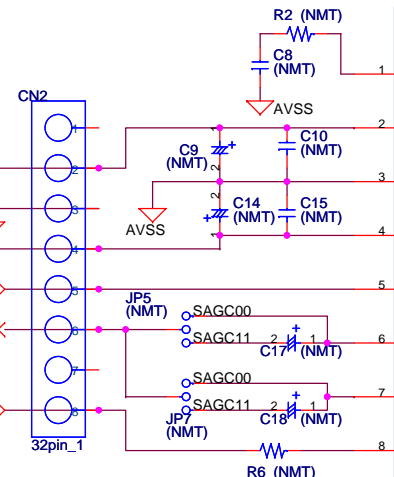 R2 (NMT)
C8
(NMT)
1
CN2
AVSS
1
1
2
C9
(NMT)
+
C10
(NMT)
2
2
3
3
2
AVSS
+
C14
(NMT)
C15
(NMT)
4
1
4
5
5
JP5
(NMT)
SAGC00
6
SAGC11
2
+
1
6
C17
(NMT)
7
SAGC00
7
8
SAGC11
2
+
1
JP7
(NMT)
C18
(NMT)
32pin_1
8
R6 (NMT)